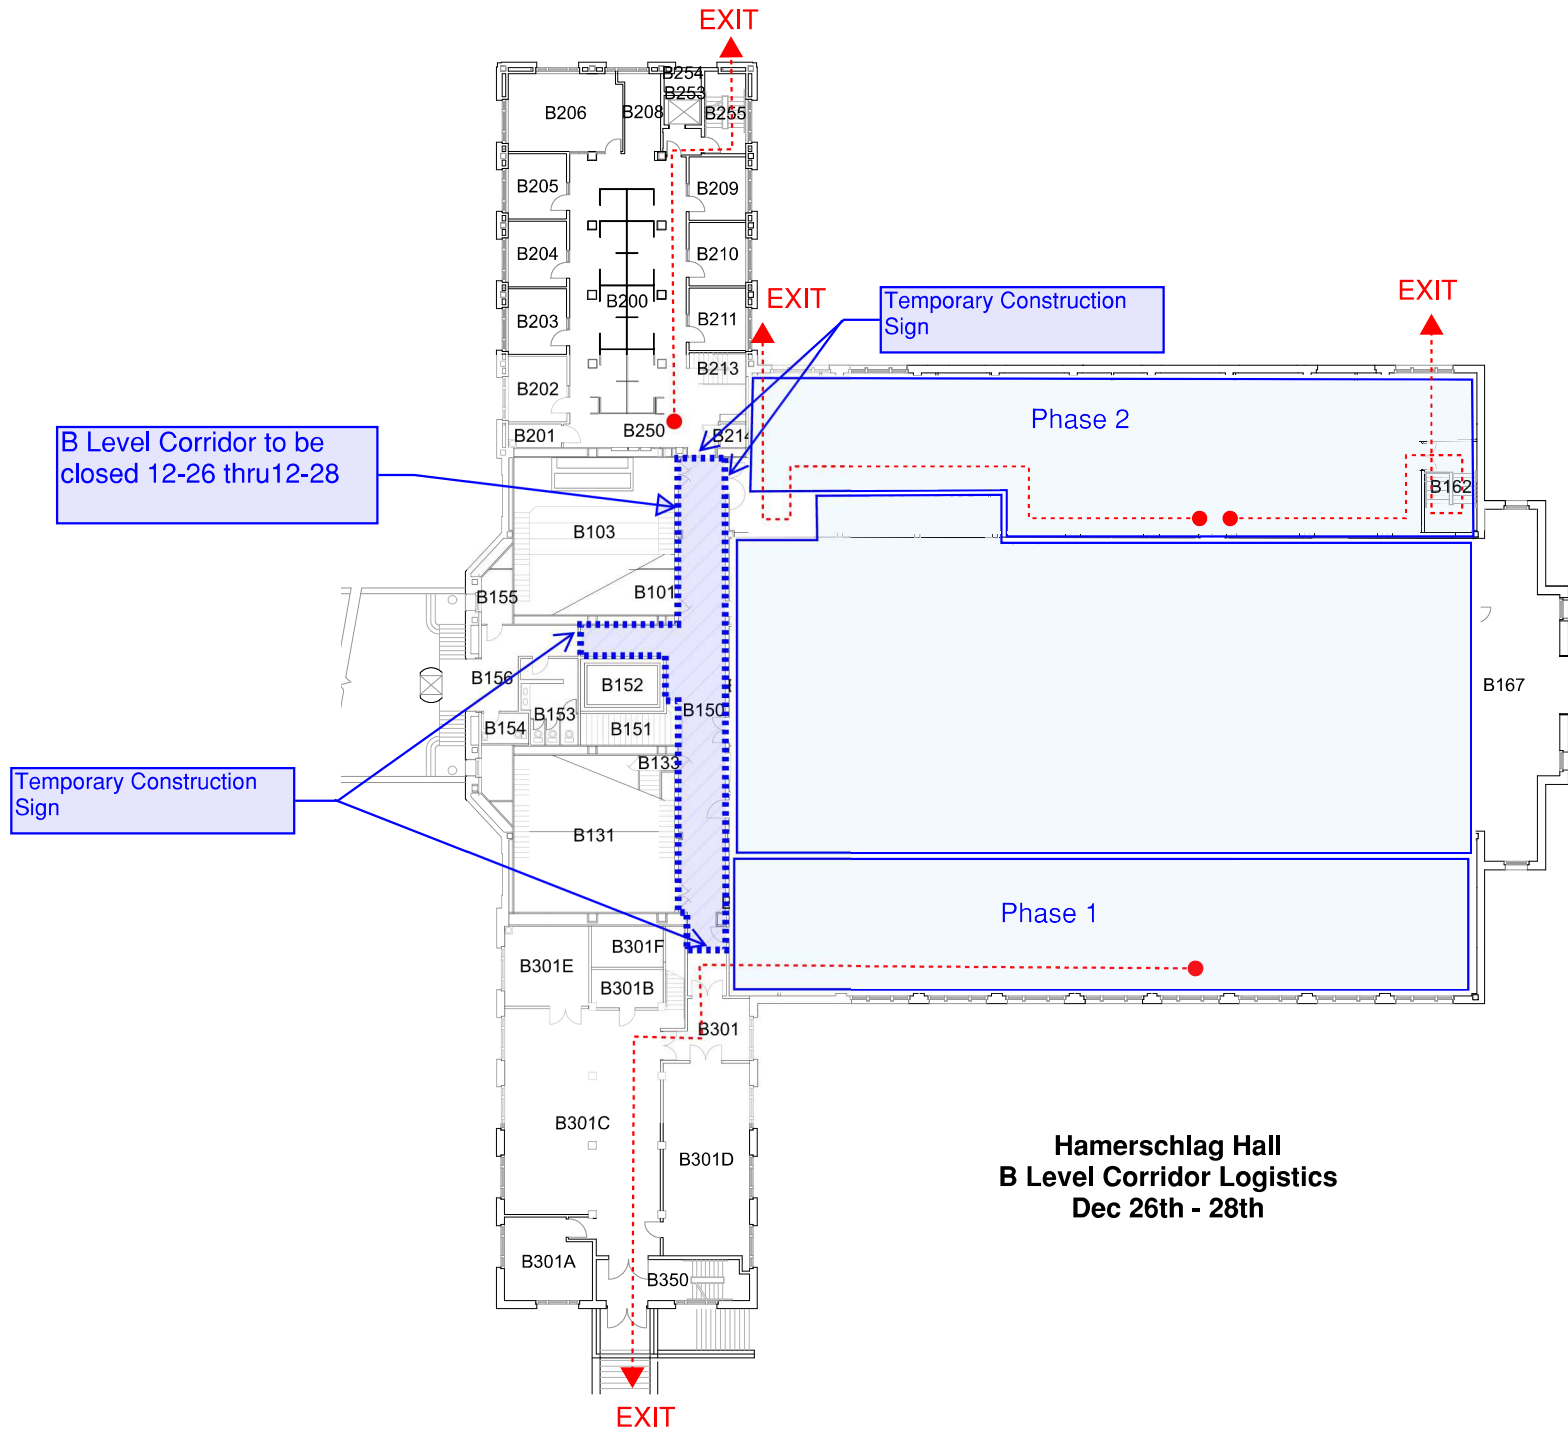 EXIT
B254
B253
B206
B208
B255
B205
B209
B204
B210
EXIT
Temporary Construction
Sign
EXIT
B203
B200
B211
B213
B202
Phase 2
B201
B250
B214
B Level Corridor to be
closed 12-26 thru12-28
B162
B103
B101
B155
B156
B152
B167
B150
B153
B154
B151
B133
Temporary Construction
Sign
B131
Phase 1
B301F
B301E
B301B
B301
B301C
B301D
Hamerschlag Hall
B Level Corridor Logistics
Dec 26th - 28th
B301A
B350
EXIT